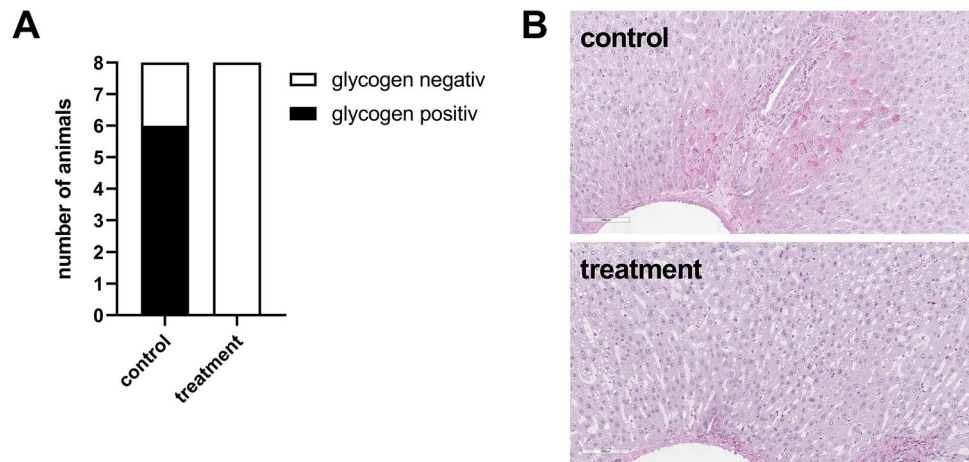 A
number of animals
8
7
6
5
4
3
2
1
0
control
treatment
glycogen negativ
glycogen positiv
B
control
treatment